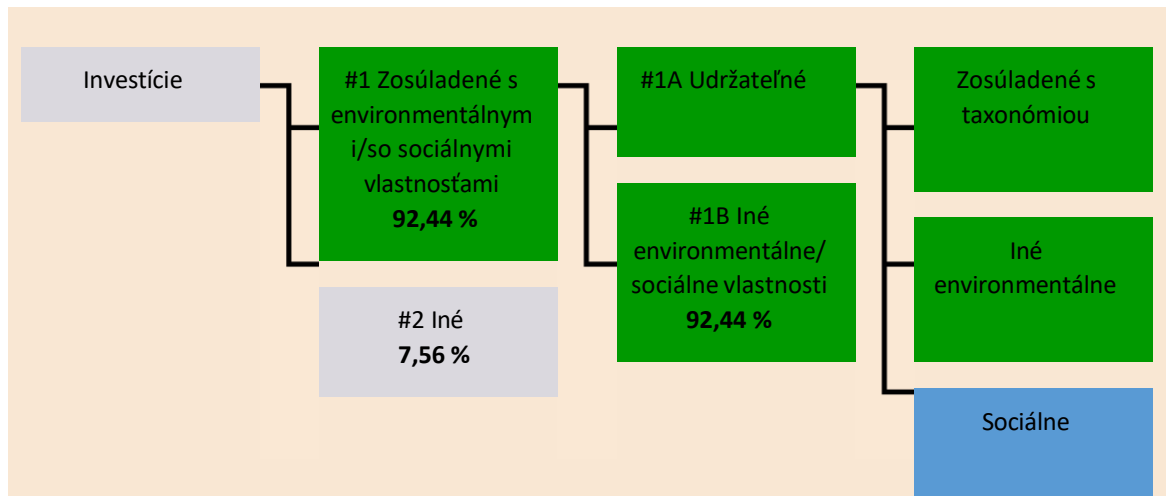 Investície
#1 Zosúladené s
environmentálnym
i/so sociálnymi
vlastnosťami
92,44 %
#2 Iné
7,56 %
#1A Udržateľné
#1B Iné
environmentálne/
sociálne vlastnosti
92,44 %
Zosúladené s
taxonómiou
Iné
environmentálne
Sociálne